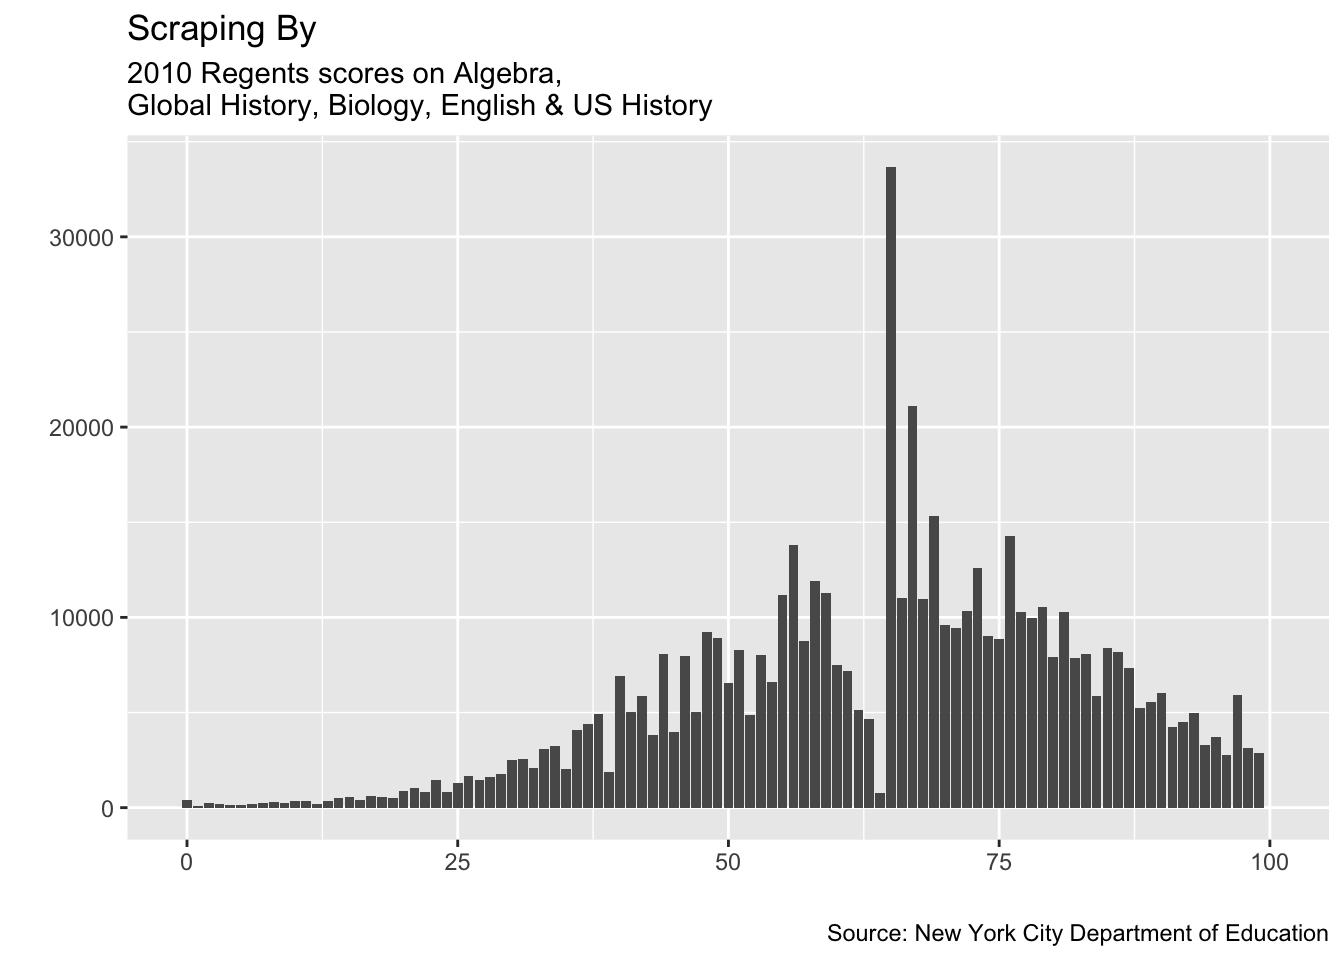 Scraping By
2010 Regents scores on Algebra,
Global History, Biology, English & US History
30000
20000
10000
0
0 25 50 75 100
Source: New York City Department of Education